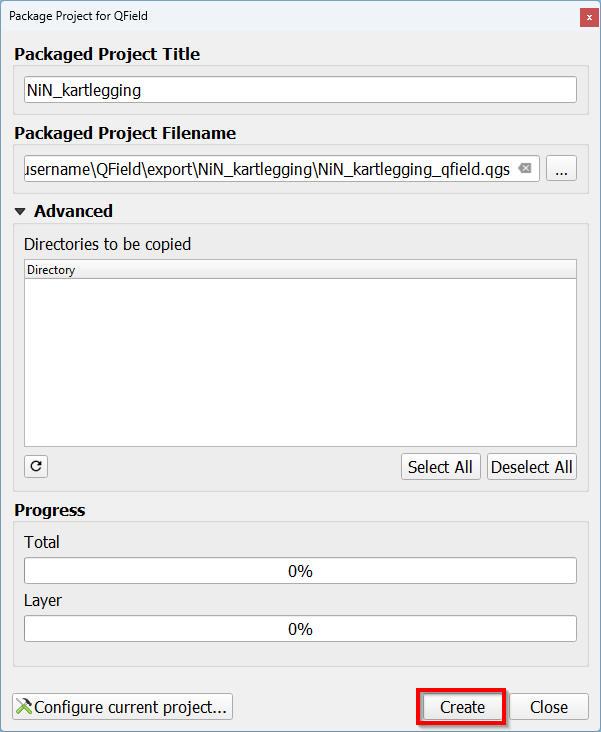 Package Project for QField
x
Packaged Project Title
NiN_kartlegging
Packaged Project Filename
username\QField\export\NiN_kartlegging\NiN_kartlegging_qfield.qgs
...
Advanced
Directories to be copied
Directory
Select All
Deselect All
Progress
Total
0%
Layer
0%
Configure current project...
Create
Close